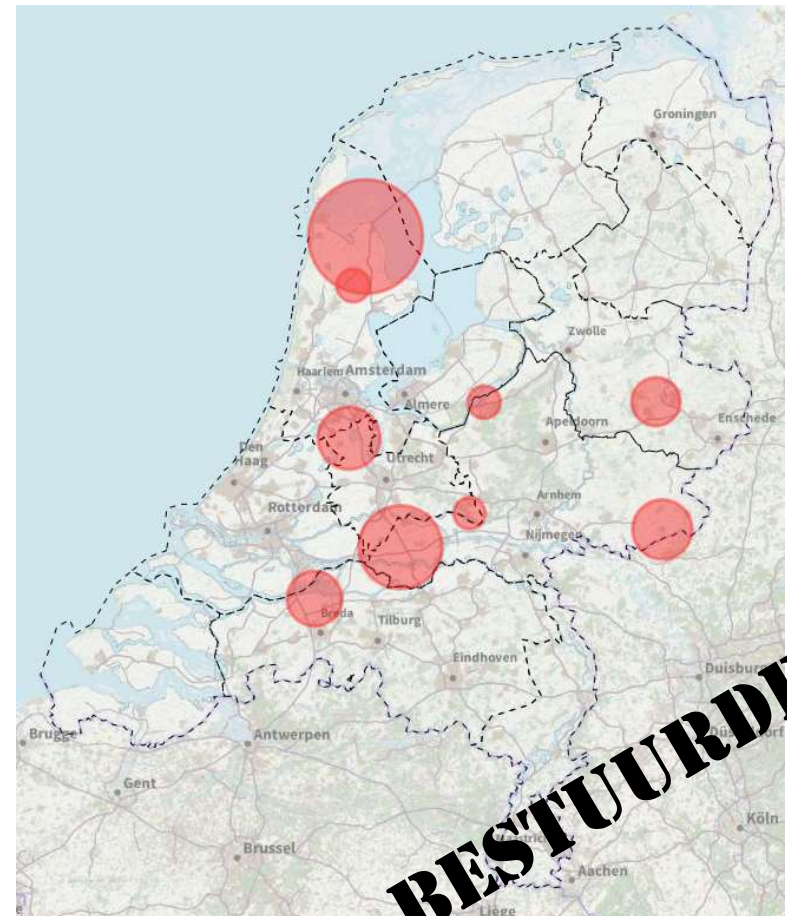 Groningen
Zwolle
Haarlem Amsterdam
Almere
Apeldoorn
Enschede
Den
Haag
Utrecht
Arnhem
Rotterdam
Nijmegen
Breda
Tilburg
Eindhoven
Duisburg
Brugge
Antwerpen
Gent
BESTUURD
Köln
Brussel
Aachen
Liège